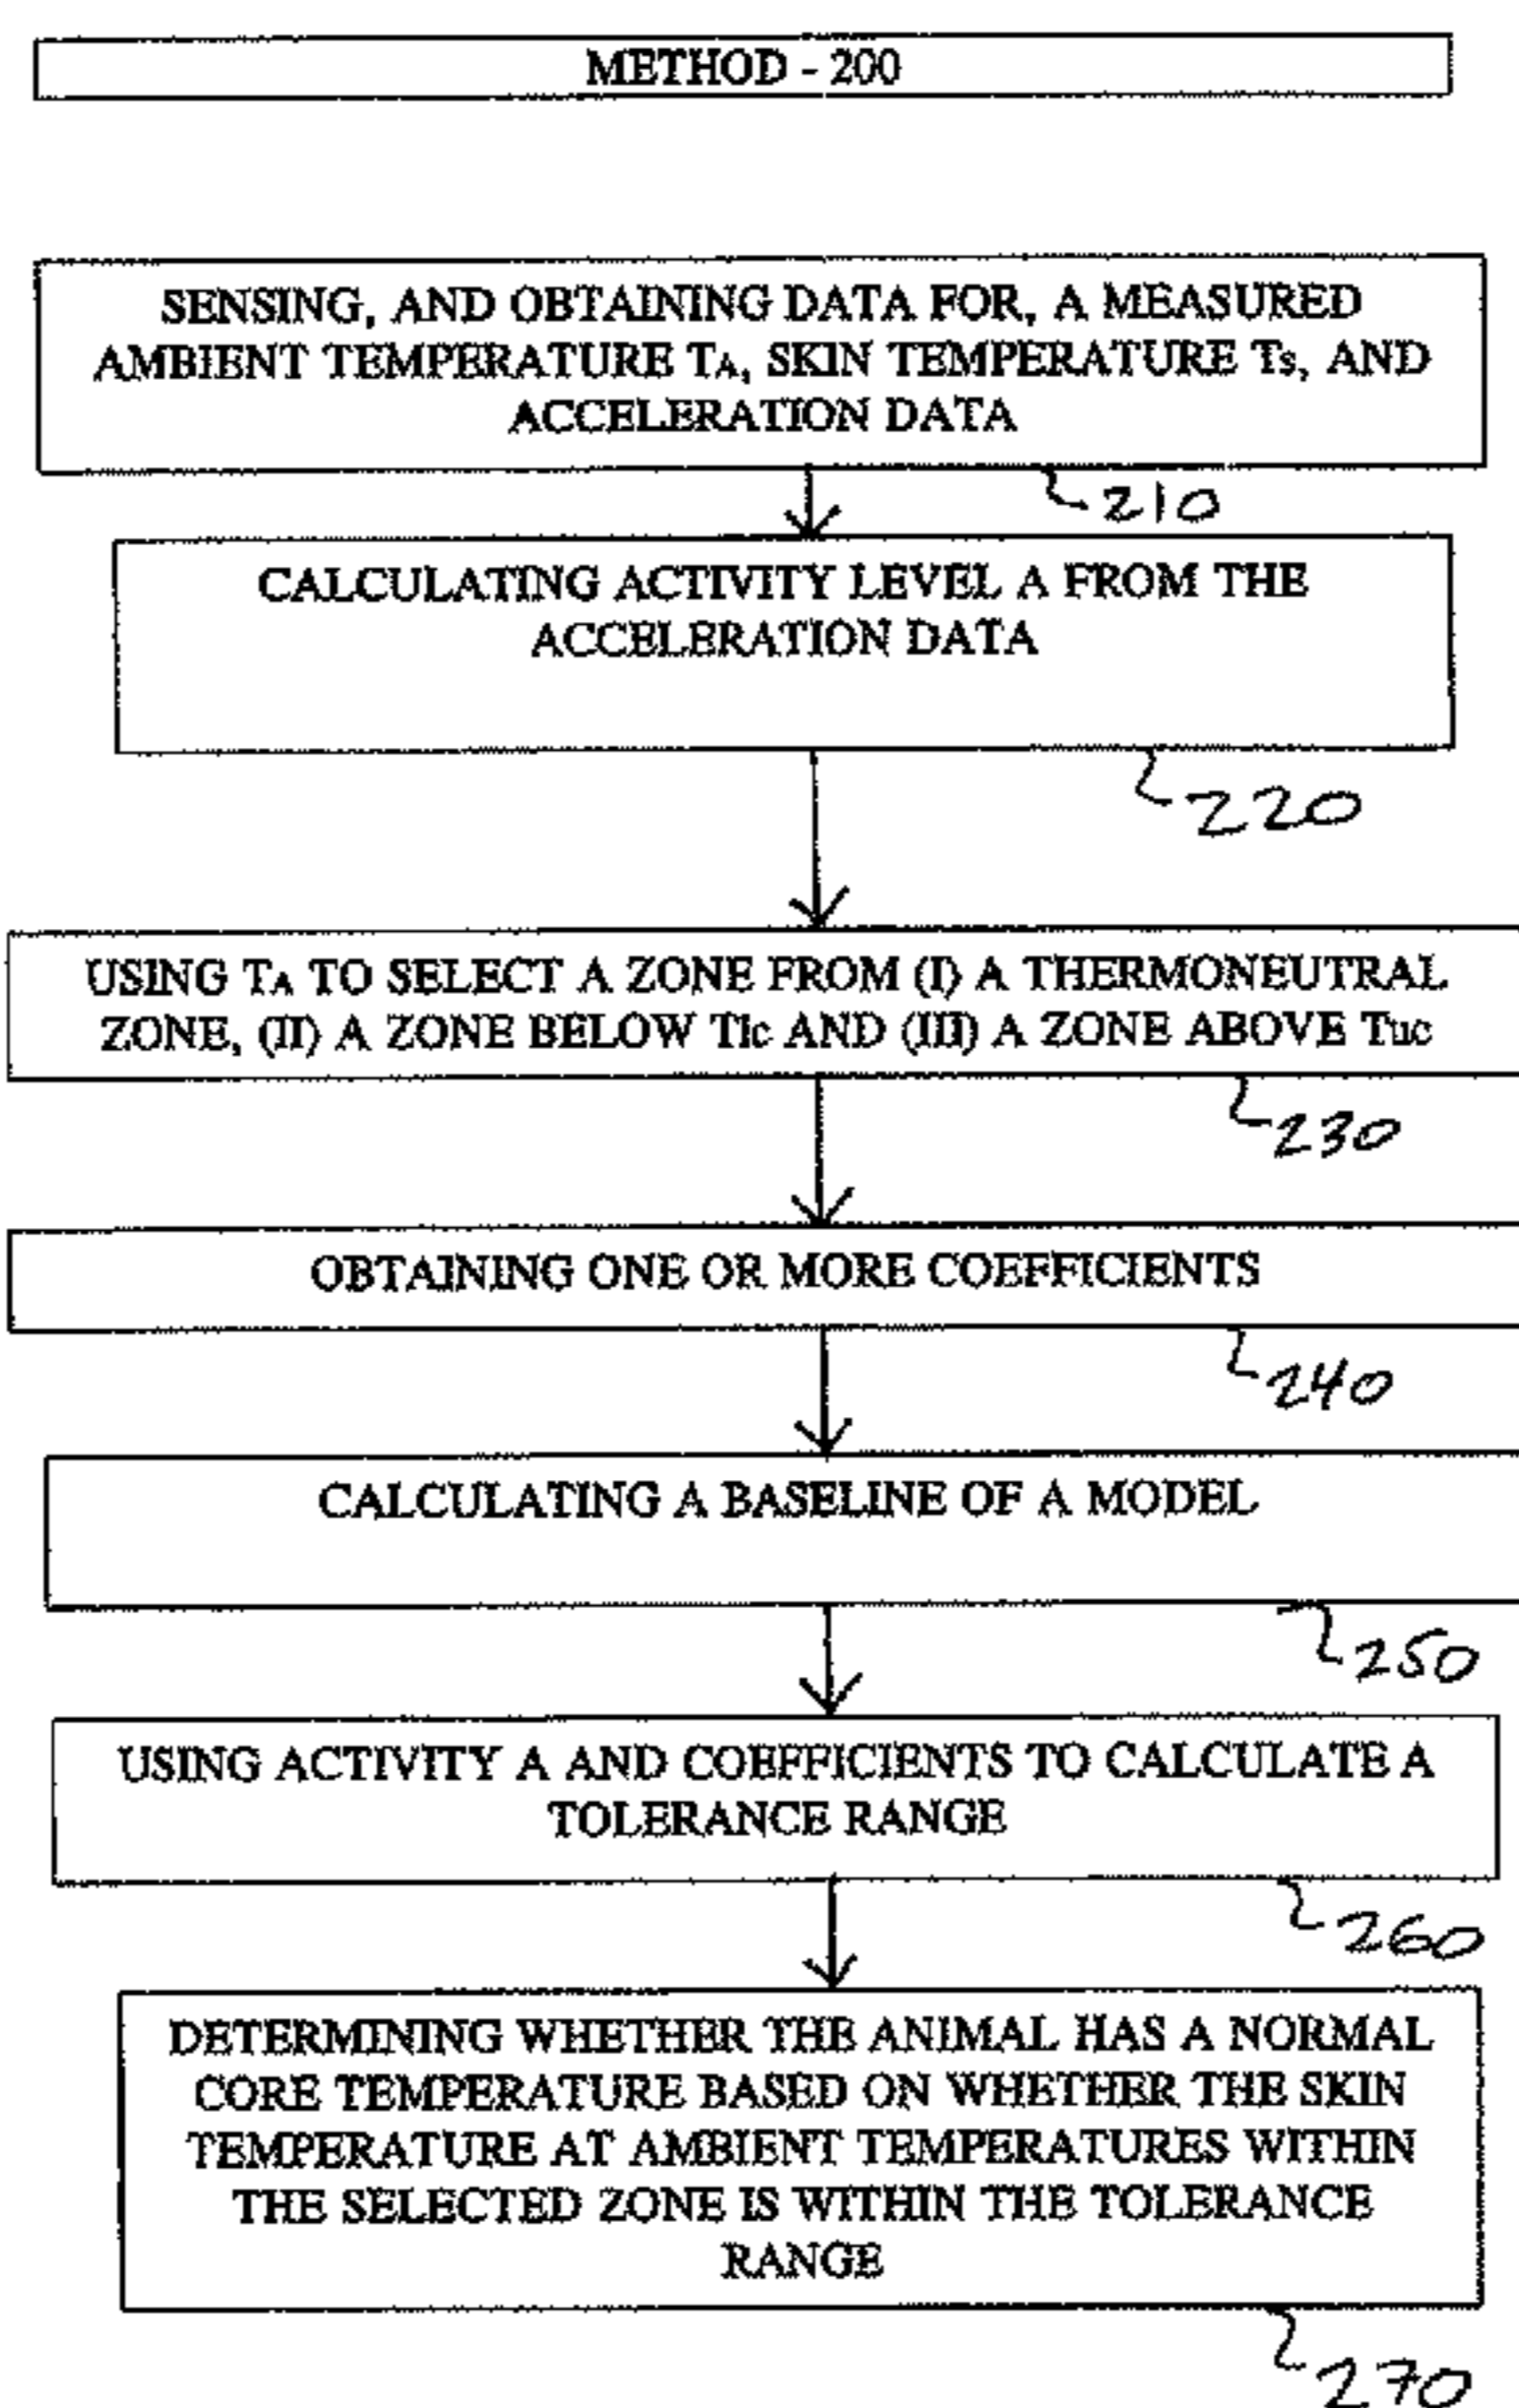 METHOD - 200
SENSING, AND OBTAINING DATA FOR, A MEASURED
AMBIENT TEMPERATURE TA, SKIN TEMPERATURE Ts, AND
ACCELERATION DATA
210
CALCULATING ACTIVITY LEVEL A FROM THE
ACCELERATION DATA
220
USING TA TO SELECT A ZONE FROM (I) A THERMONEUTRAL
ZONE, (II) A ZONE BELOW Tlc AND (III) A ZONE ABOVE Tuc
230
OBTAINING ONE OR MORE COEFFICIENTS
240
CALCULATING A BASELINE OF A MODEL
250
USING ACTIVITY A AND COEFFICIENTS TO CALCULATE A
TOLERANCE RANGE
260
DETERMINING WHETHER THE ANIMAL HAS A NORMAL
CORE TEMPERATURE BASED ON WHETHER THE SKIN
TEMPERATURE AT AMBIENT TEMPERATURES WITHIN
THE SELECTED ZONE IS WITHIN THE TOLERANCE
RANGE
270